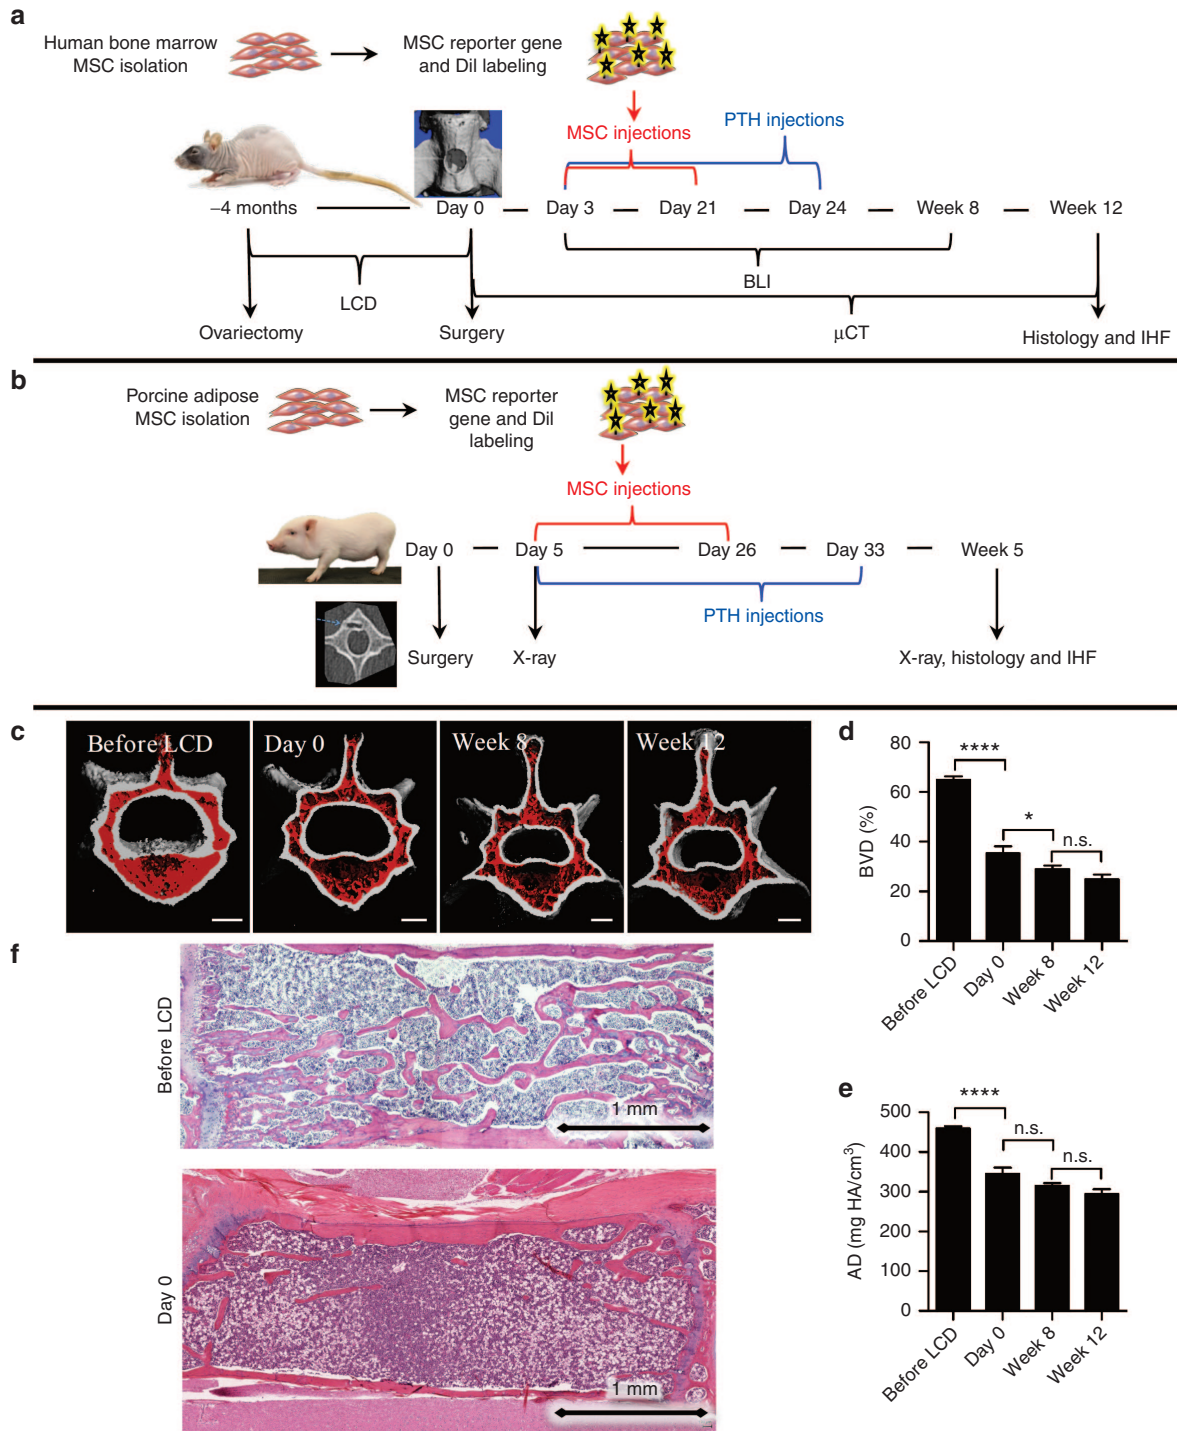 a
Human bone marrow
MSC isolation
MSC reporter gene
and Dil labeling
MSC injections
PTH injections
–4 months
Day 0
Day 3
Day 21
Day 24
Week 8
Week 12
LCD
BLI
Ovariectomy
Surgery
µCT
Histology and IHF
b
Porcine adipose
MSC isolation
MSC reporter
gene and Dil
labeling
MSC injections
Day 0
Day 5
Day 26
Day 33
Week 5
PTH injections
Surgery
X-ray
X-ray, histology and IHF
c
Before LCD
Day 0
Week 8
Week 12
d
80
60
40
20
0
BVD (%)
****
*
n.s.
Before LCD
Day 0
Week 8
Week 12
f
Before LCD
1 mm
Day 0
1 mm
e
500
400
300
200
100
0
AD (mg HA/cm³)
****
n.s.
n.s.
Before LCD
Day 0
Week 8
Week 12